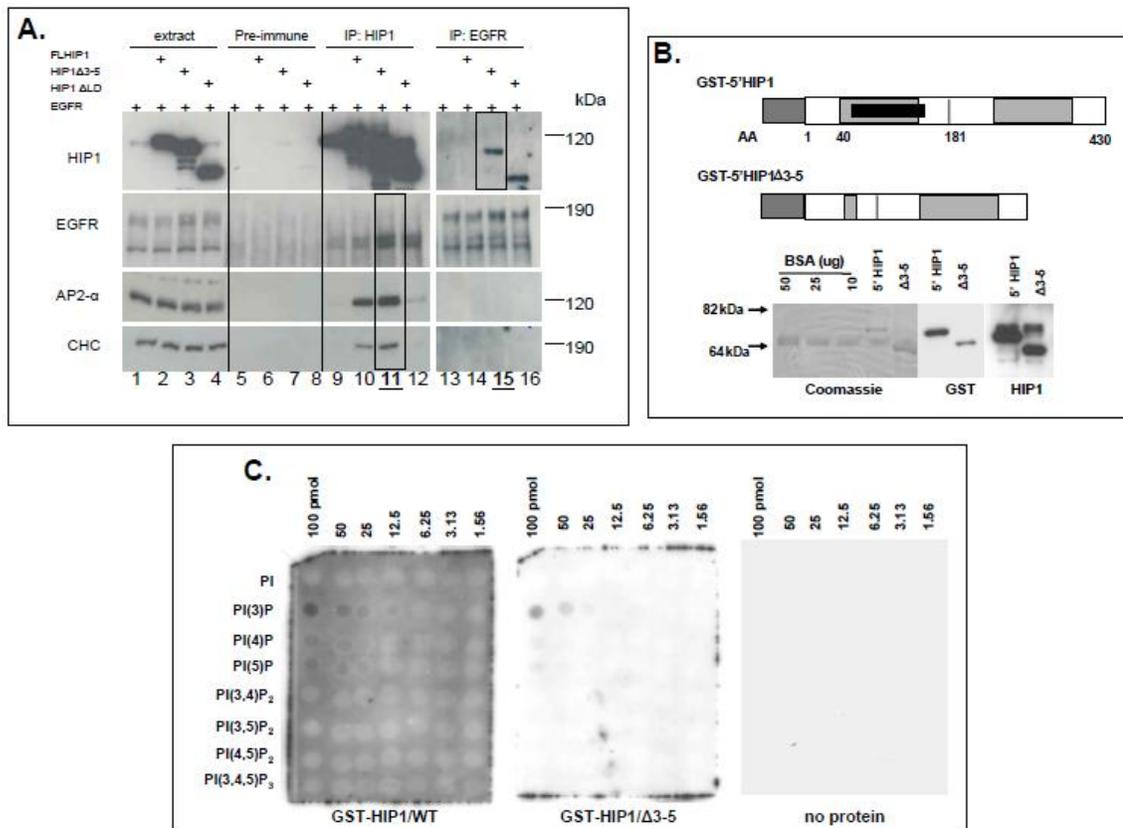 A.
extract Pre-immune IP: HIP1 IP: EGFR
FLHIP1 + + + +
HIP1Δ3-5 + + + +
HIP1 ΔLD + + + +
EGFR + + + + + + + + + + + + + + + +
kDa
HIP1
120
EGFR
190
AP2-α
120
CHC
190
1 2 3 4 5 6 7 8 9 10 11 12 13 14 15 16
B.
GST-5'HIP1
AA 1 40 181 430
GST-5'HIP1Δ3-5
BSA (ug)
50 25 10 5' HIP1 Δ3-5 5' HIP1 Δ3-5 5' HIP1 Δ3-5
82kDa
64kDa
Coomassie GST HIP1
C.
100 pmol 50 25 12.5 6.25 3.13 1.56 100 pmol 50 25 12.5 6.25 3.13 1.56 100 pmol 50 25 12.5 6.25 3.13 1.56
PI
PI(3)P
PI(4)P
PI(5)P
PI(3,4)P2
PI(3,5)P2
PI(4,5)P2
PI(3,4,5)P3
GST-HIP1/WT GST-HIP1/Δ3-5 no protein